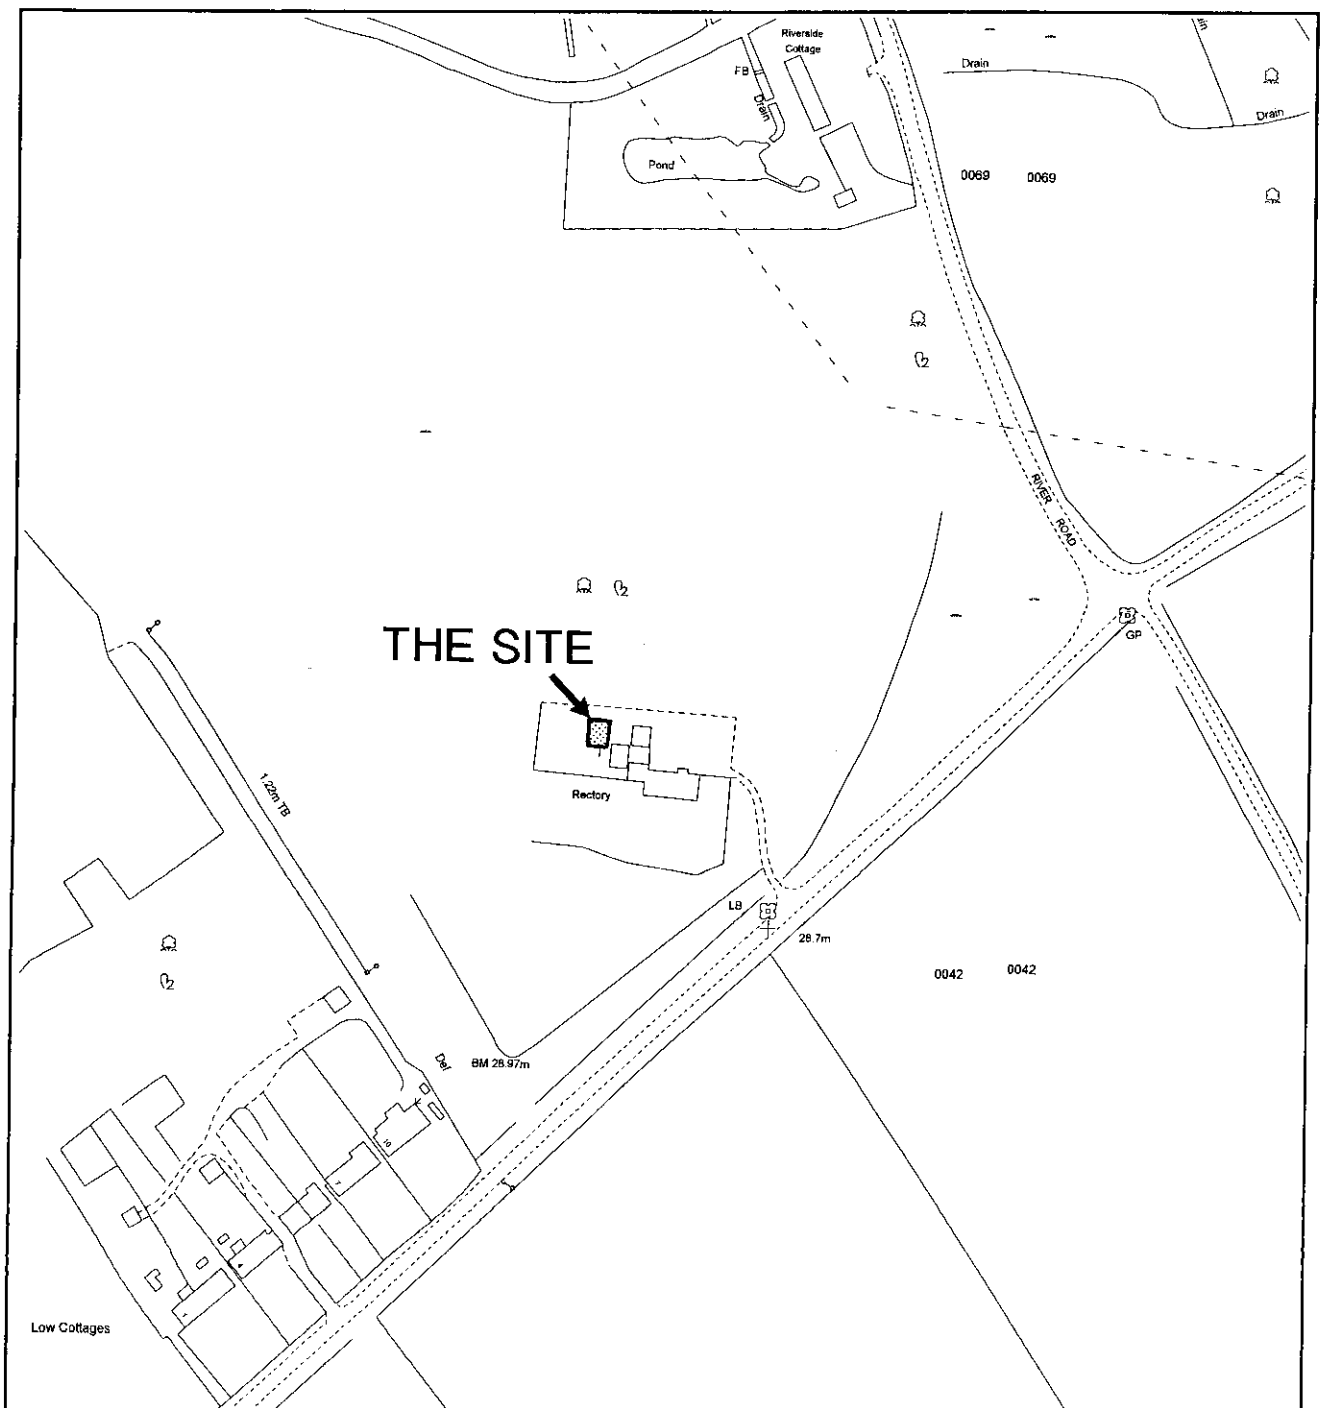 Riverside
Cottage
FB
Drain
Drain
Drain
Pond
0069 0069
RIVER ROAD
THE SITE
GP
1.22m TB
Rectory
LB
28.7m
0042 0042
Def
BM 28.97m
10
Low Cottages